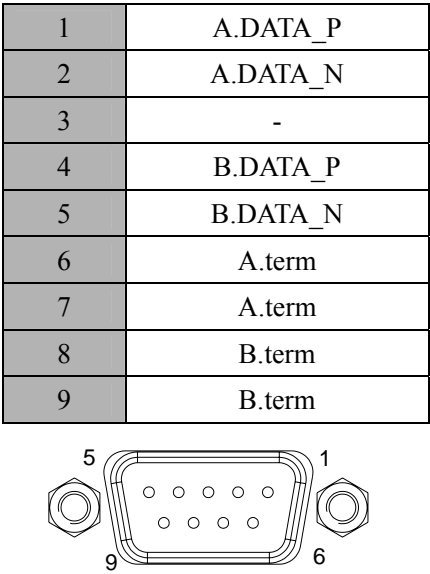 1 A.DATA_P
2 A.DATA_N
3 -
4 B.DATA_P
5 B.DATA_N
6 A.term
7 A.term
8 B.term
9 B.term
5 1
9 6